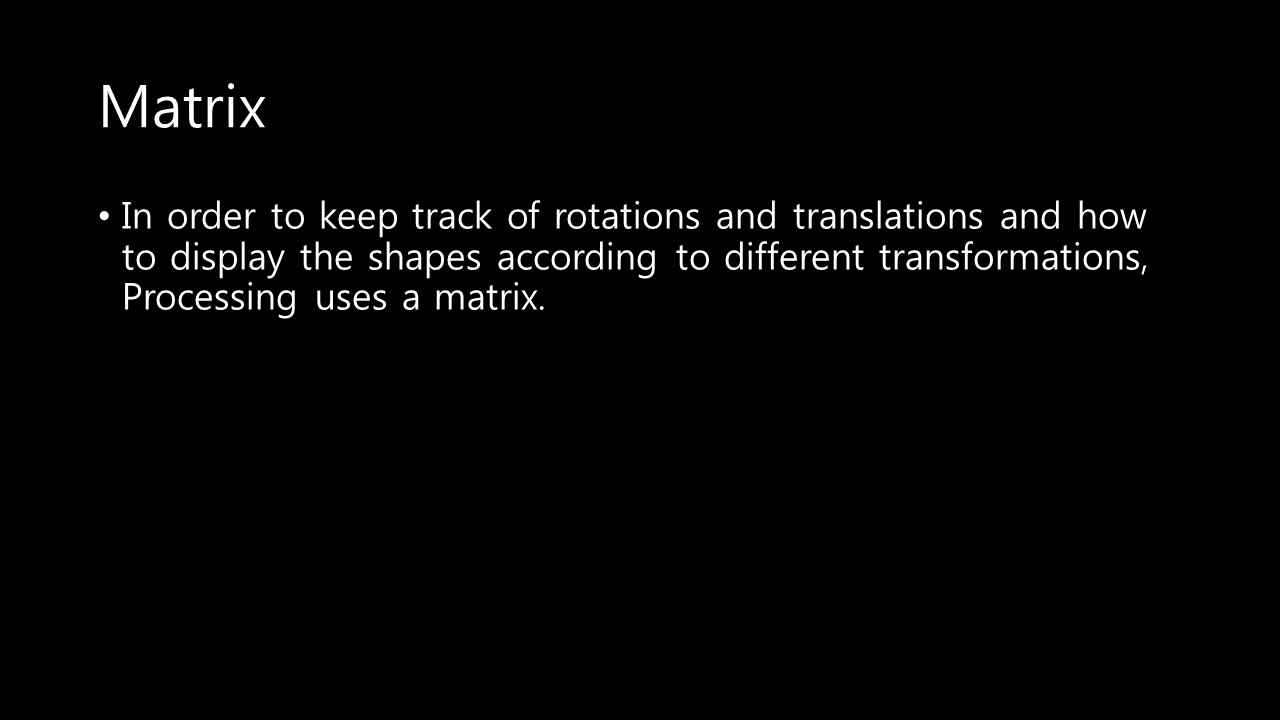 Matrix
• In order to keep track of rotations and translations and how
to display the shapes according to different transformations,
Processing uses a matrix.